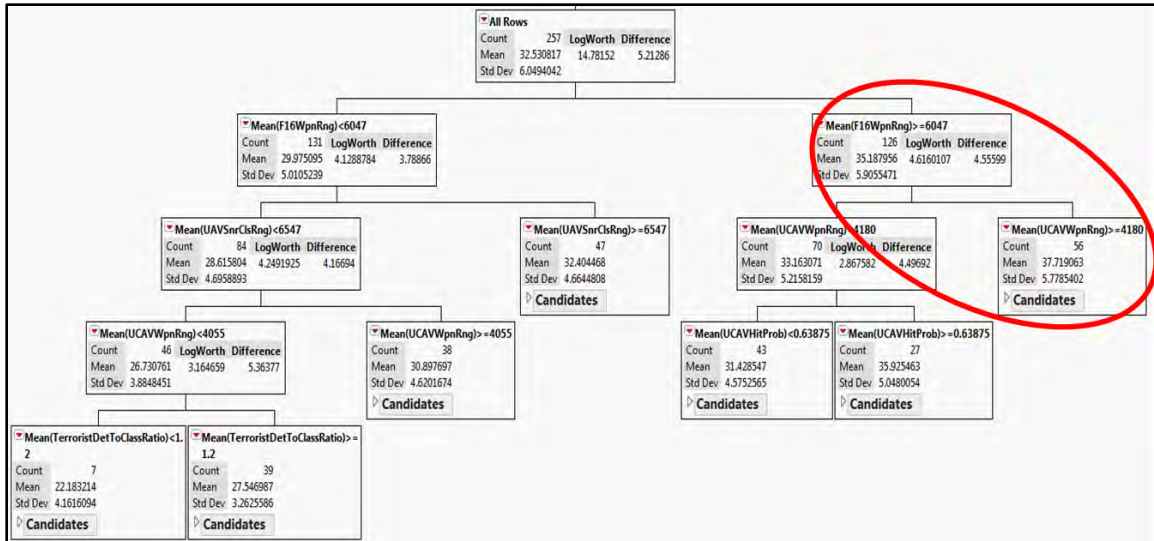 All Rows
Count 257 LogWorth Difference
Mean 32.530817 14.78152 5.21286
Std Dev 6.0494042
Mean(F16WpnRng)<6047
Count 131 LogWorth Difference
Mean 29.975095 4.1288784 3.78866
Std Dev 5.0105239
Mean(F16WpnRng)>=6047
Count 126 LogWorth Difference
Mean 35.187956 4.6160107 4.55599
Std Dev 5.9055471
Mean(UAVSnrClsRng)<6547
Count 84 LogWorth Difference
Mean 28.615804 4.2491925 4.16694
Std Dev 4.6958893
Mean(UAVSnrClsRng)>=6547
Count 47
Mean 32.404468
Std Dev 4.6644808
Candidates
Mean(UCAVWpnRng) 4180
Count 70 LogWorth Difference
Mean 33.163071 2.867582 4.49692
Std Dev 5.2158159
Mean(UCAVWpnRng)>=4180
Count 56
Mean 37.719063
Std Dev 5.7785402
Candidates
Mean(UCAVWpnRng)<4055
Count 46 LogWorth Difference
Mean 26.730761 3.164659 5.36377
Std Dev 3.8848451
Mean(UCAVWpnRng)>=4055
Count 38
Mean 30.897697
Std Dev 4.6201674
Candidates
Mean(UCAVHitProb)<0.63875
Count 43
Mean 31.428547
Std Dev 4.5752565
Candidates
Mean(UCAVHitProb)>=0.63875
Count 27
Mean 35.925463
Std Dev 5.0480054
Candidates
Mean(TerroristDetToClassRatio)<1.
2
Count 7
Mean 22.183214
Std Dev 4.1616094
Candidates
Mean(TerroristDetToClassRatio)>=
1.2
Count 39
Mean 27.546987
Std Dev 3.2625586
Candidates